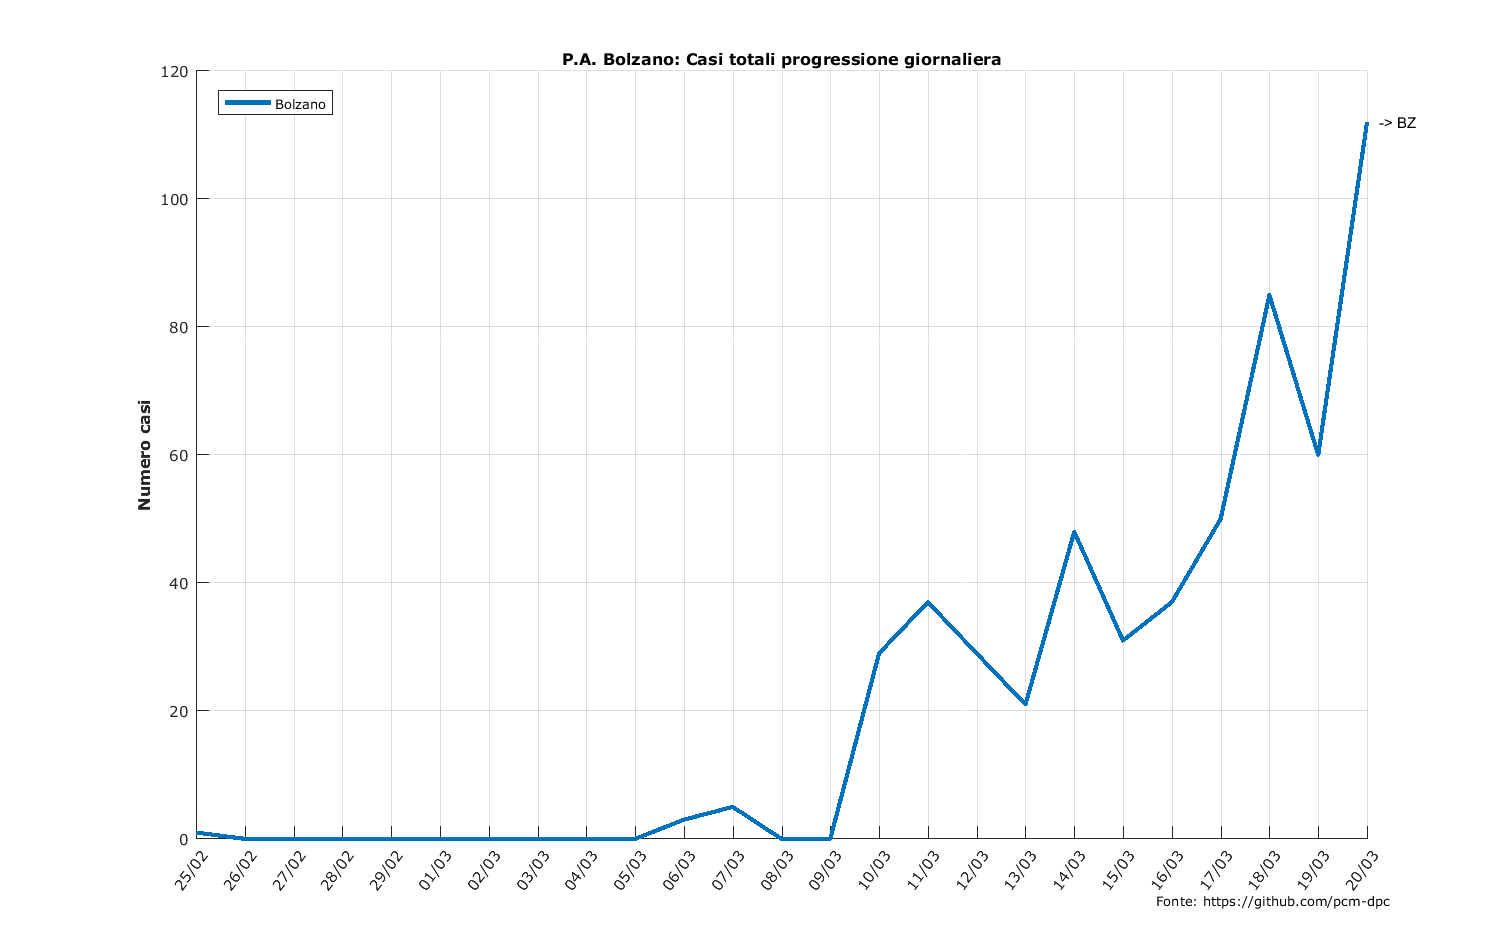 P.A. Bolzano: Casi totali progressione giornaliera
120
Bolzano
-> BZ
100
80
60
Numero casi
40
20
0
25/02 26/02 27/02 28/02 29/02 01/03 02/03 03/03 04/03 05/03 06/03 07/03 08/03 09/03 10/03 11/03 12/03 13/03 14/03 15/03 16/03 17/03 18/03 19/03 20/03
Fonte: https://github.com/pcm-dpc